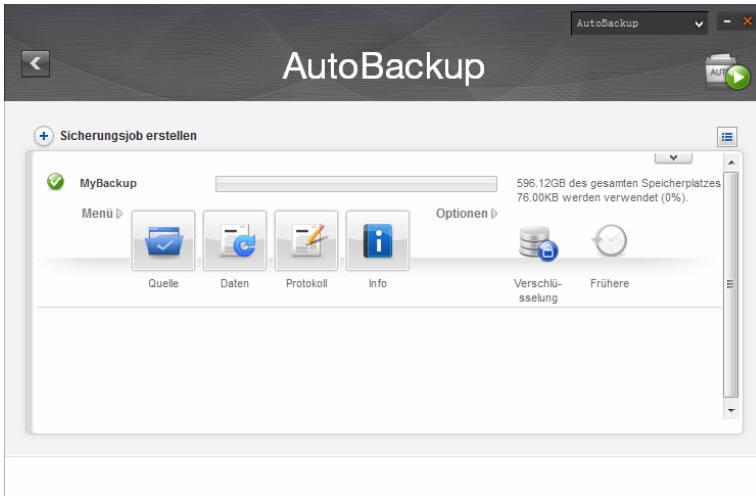 AutoBackup
AutoBackup
AUTO
Sicherungsjob erstellen
MyBackup
596.12GB des gesamten Speicherplatzes
76.00KB werden verwendet (0%).
Menü
Optionen
Quelle
Daten
Protokoll
Info
Verschlü-
sselung
Frühere